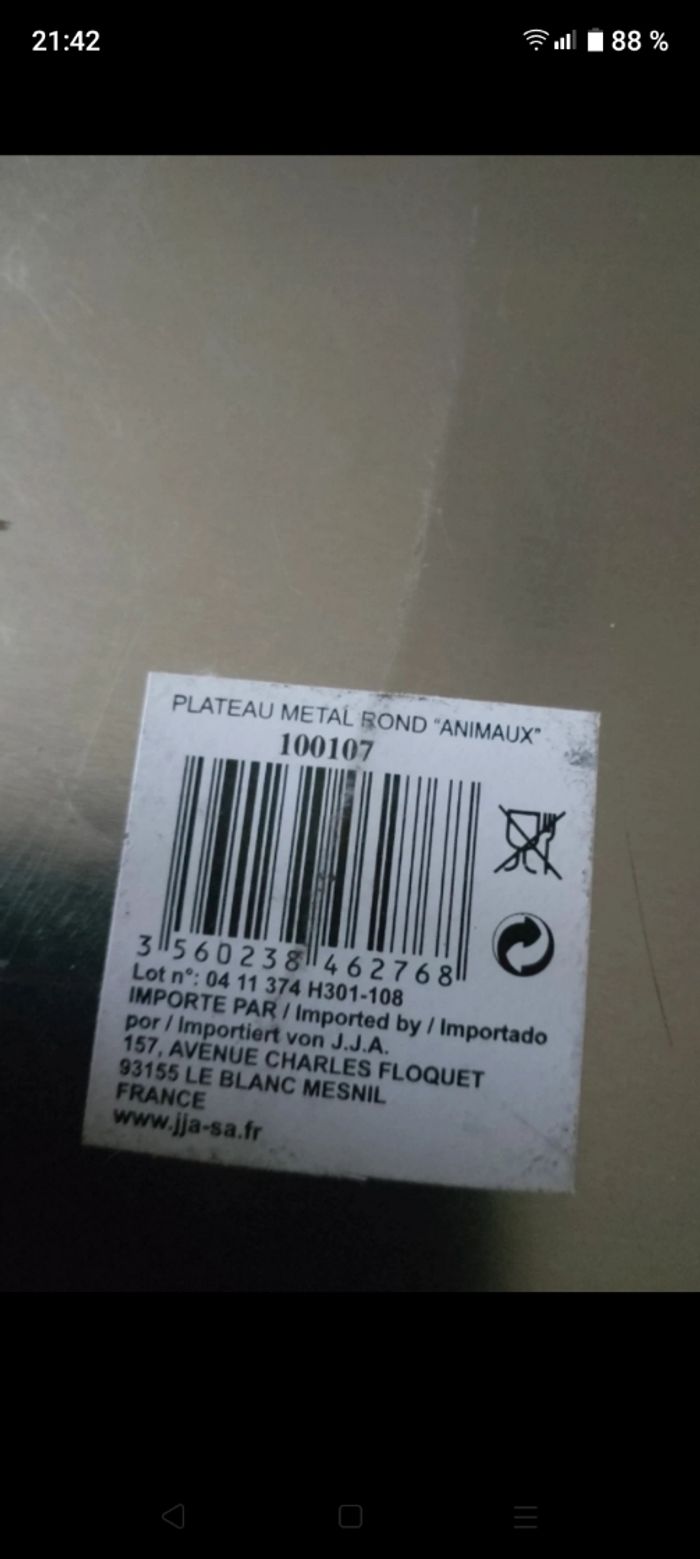 21:42
88 %
PLATEAU METAL ROND "ANIMAUX"
100107
3 560238 462768
Lot n°: 04 11 374 H301-108
IMPORTE PAR / Imported by / Importado
por / Importiert von J.J.A.
157, AVENUE CHARLES FLOQUET
93155 LE BLANC MESNIL
FRANCE
www.jja-sa.fr